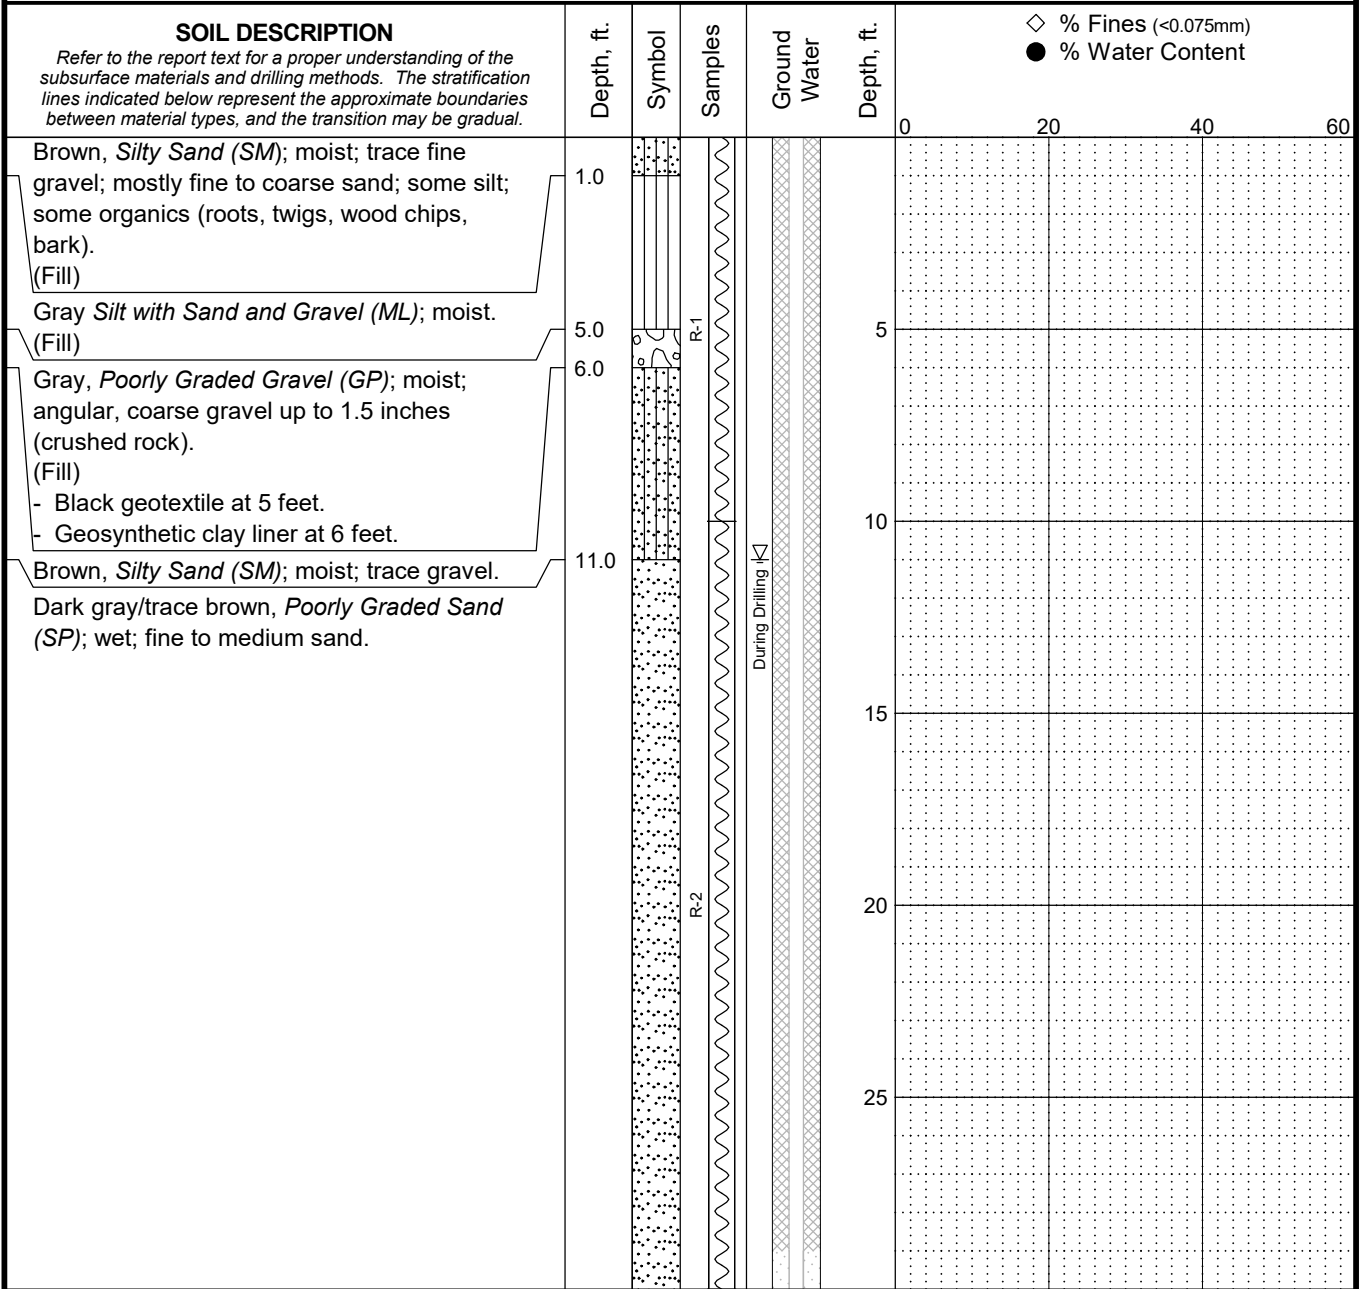 SOIL DESCRIPTION
Refer to the report text for a proper understanding of the
subsurface materials and drilling methods. The stratification
lines indicated below represent the approximate boundaries
between material types, and the transition may be gradual.
Depth, ft.
Symbol
Samples
Ground
Water
Depth, ft.
◇ % Fines (<0.075mm)
● % Water Content
0 20 40 60
Brown, Silty Sand (SM); moist; trace fine
gravel; mostly fine to coarse sand; some silt;
some organics (roots, twigs, wood chips,
bark).
(Fill)
1.0
Gray Silt with Sand and Gravel (ML); moist.
(Fill)
5.0
Gray, Poorly Graded Gravel (GP); moist;
angular, coarse gravel up to 1.5 inches
(crushed rock).
(Fill)
- Black geotextile at 5 feet.
- Geosynthetic clay liner at 6 feet.
6.0
Brown, Silty Sand (SM); moist; trace gravel.
11.0
Dark gray/trace brown, Poorly Graded Sand
(SP); wet; fine to medium sand.
R-1
R-2
During Drilling
5
10
15
20
25